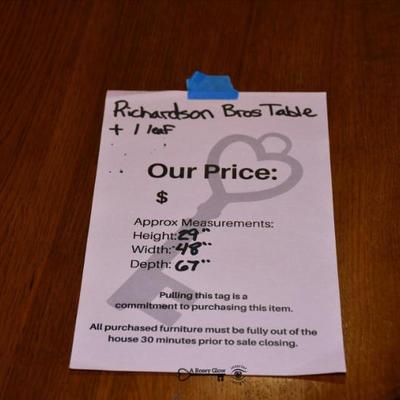 Richardson Bros Table
+ 1 leaf
Our Price:
$
Approx Measurements:
Height: 29"
Width: 48"
Depth: 67"
Pulling this tag is a
commitment to purchasing this item.
All purchased furniture must be fully out of the
house 30 minutes prior to sale closing.
A Rosey Glow